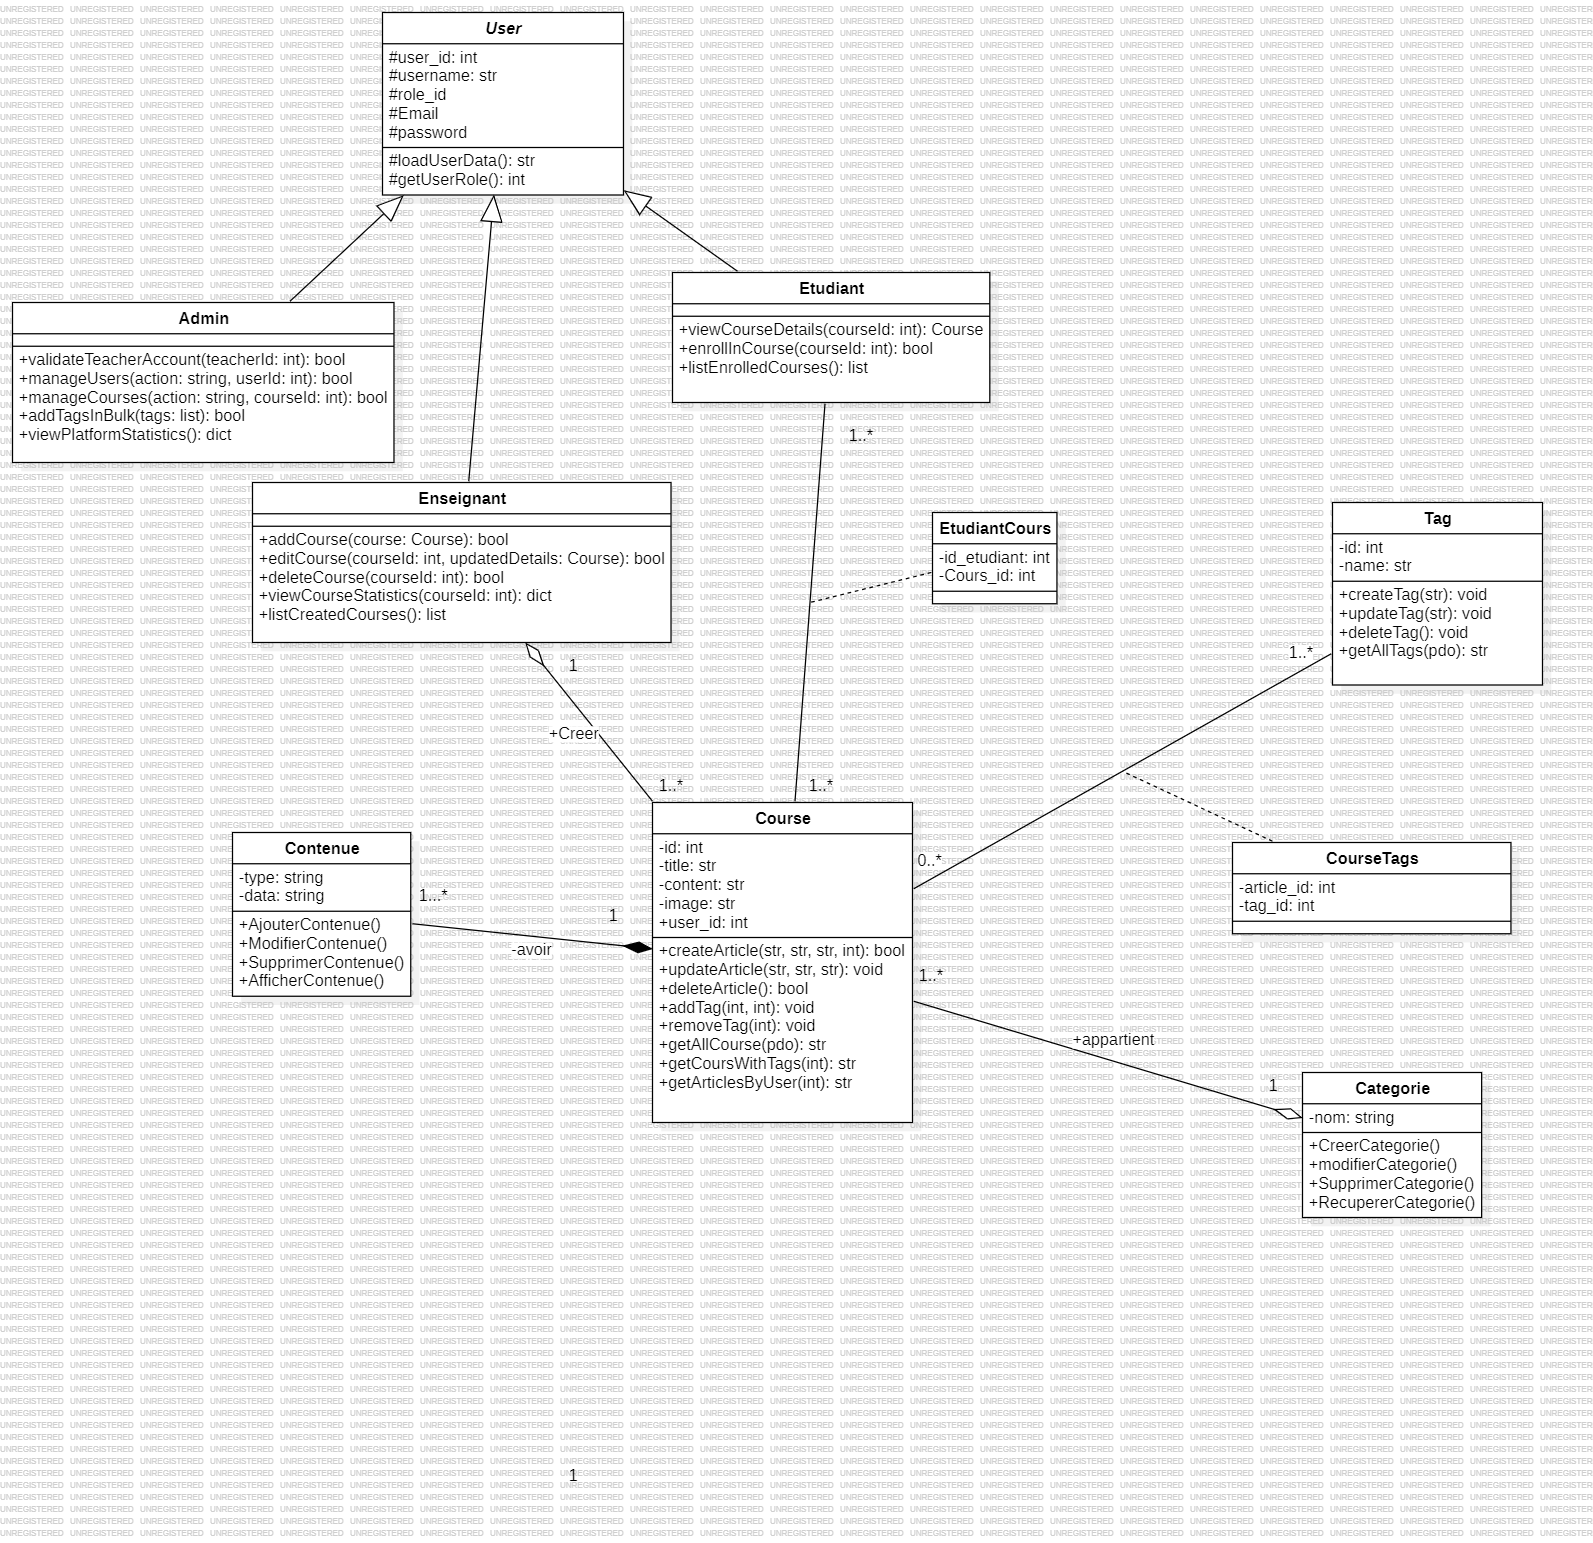 User
#user_id: int
#username: str
#role_id
#Email
#password
#loadUserData(): str
#getUserRole(): int
Admin
+validateTeacherAccount(teacherId: int): bool
+manageUsers(action: string, userId: int): bool
+manageCourses(action: string, courseId: int): bool
+addTagsInBulk(tags: list): bool
+viewPlatformStatistics(): dict
Etudiant
+viewCourseDetails(courseId: int): Course
+enrollInCourse(courseId: int): bool
+listEnrolledCourses(): list
1..*
Enseignant
+addCourse(course: Course): bool
+editCourse(courseId: int, updatedDetails: Course): bool
+deleteCourse(courseId: int): bool
+viewCourseStatistics(courseId: int): dict
+listCreatedCourses(): list
1
+Creer
1..*
1..*
EtudiantCours
-id_etudiant: int
-Cours_id: int
Tag
-id: int
-name: str
+createTag(str): void
+updateTag(str): void
+deleteTag(): void
+getAllTags(pdo): str
1..*
0..*
CourseTags
-article_id: int
-tag_id: int
Contenue
-type: string
-data: string
+AjouterContenue()
+ModifierContenue()
+SupprimerContenue()
+AfficherContenue()
1...*
1
-avoir
Course
-id: int
-title: str
-content: str
-image: str
+user_id: int
+createArticle(str, str, str, int): bool
+updateArticle(str, str, str): void
+deleteArticle(): bool
+addTag(int, int): void
+removeTag(int): void
+getAllCourse(pdo): str
+getCoursWithTags(int): str
+getArticlesByUser(int): str
1..*
+appartient
1
Categorie
-nom: string
+CreerCategorie()
+modifierCategorie()
+SupprimerCategorie()
+RecupererCategorie()
1
UNREGISTERED